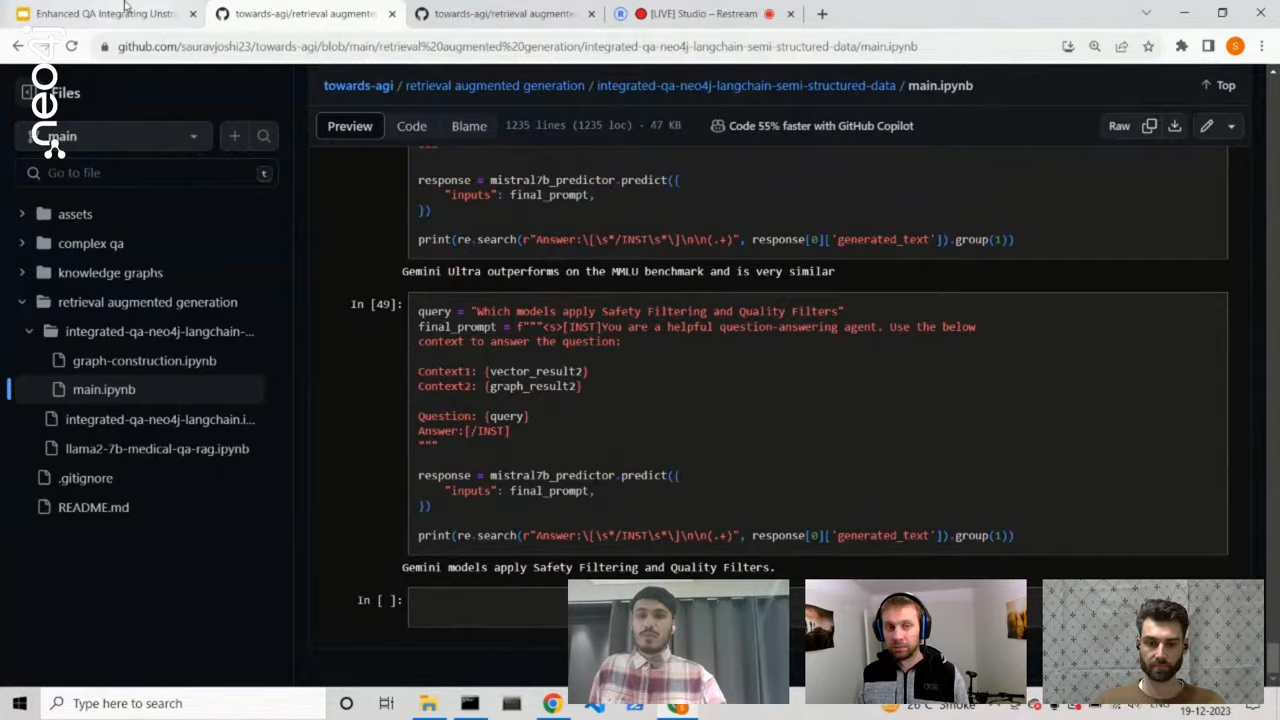 Enhanced QA Integrating Unst
towards-agi/retrieval augmente
towards-agi/retrieval augmente
[LIVE] Studio – Restream
github.com/sauravjoshi23/towards-agi/blob/main/retrieval%20augmented%20generation/integrated-qa-neo4j-langchain-semi-structured-data/main.ipynb
S
neo4j
Files
towards-agi / retrieval augmented generation / integrated-qa-neo4j-langchain-semi-structured-data / main.ipynb
Top
main
Preview
Code
Blame
1235 lines (1235 loc) · 47 KB
Code 55% faster with GitHub Copilot
Raw
Go to file
t
assets
complex qa
knowledge graphs
retrieval augmented generation
integrated-qa-neo4j-langchain-...
graph-construction.ipynb
main.ipynb
integrated-qa-neo4j-langchain.i...
llama2-7b-medical-qa-rag.ipynb
.gitignore
README.md
"""
response = mistral7b_predictor.predict({
"inputs": final_prompt,
})
print(re.search(r"Answer:\[\s*/INST\s*\]\n\n(.+)", response[0]['generated_text']).group(1))
Gemini Ultra outperforms on the MMLU benchmark and is very similar
In [49]:
query = "Which models apply Safety Filtering and Quality Filters"
final_prompt = f"""<s>[INST]You are a helpful question-answering agent. Use the below
context to answer the question:
Context1: {vector_result2}
Context2: {graph_result2}
Question: {query}
Answer:[/INST]
"""
response = mistral7b_predictor.predict({
"inputs": final_prompt,
})
print(re.search(r"Answer:\[\s*/INST\s*\]\n\n(.+)", response[0]['generated_text']).group(1))
Gemini models apply Safety Filtering and Quality Filters.
In [ ]:
Type here to search
26°C Smoke
ENG
19-12-2023